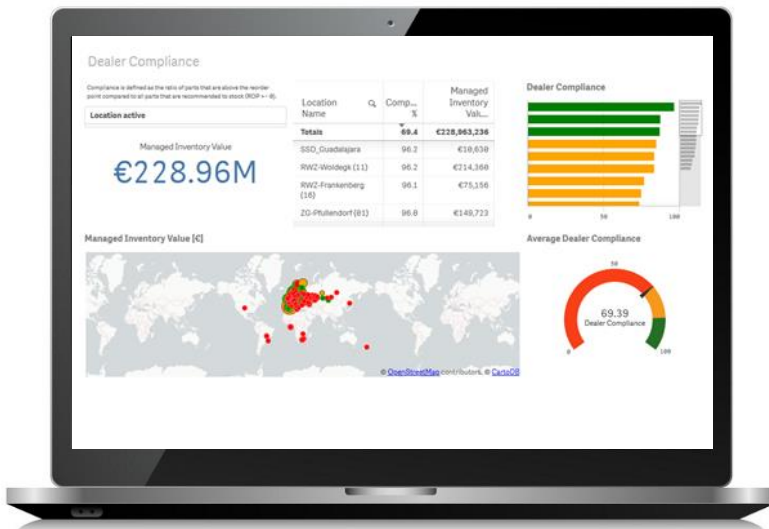 Dealer Compliance
Compliance is defined as the ratio of parts that are above the reorder
point compared to all parts that are recommended to stock (ROP >= 0).
Location active
Managed Inventory Value
€228.96M
Location Name
Comp... %
Managed Inventory Valu...
Totals 69.4 €228,963,236
SSD_Guadalajara 96.2 €10,630
RWZ-Woldegk (11) 96.2 €214,360
RWZ-Frankenberg (16) 96.1 €75,156
ZG-Pfullendorf (01) 96.0 €149,723
Dealer Compliance
0 50 100
Managed Inventory Value [€]
© OpenStreetMap contributors, © CartoDB
Average Dealer Compliance
50
69.39
Dealer Compliance
0 100